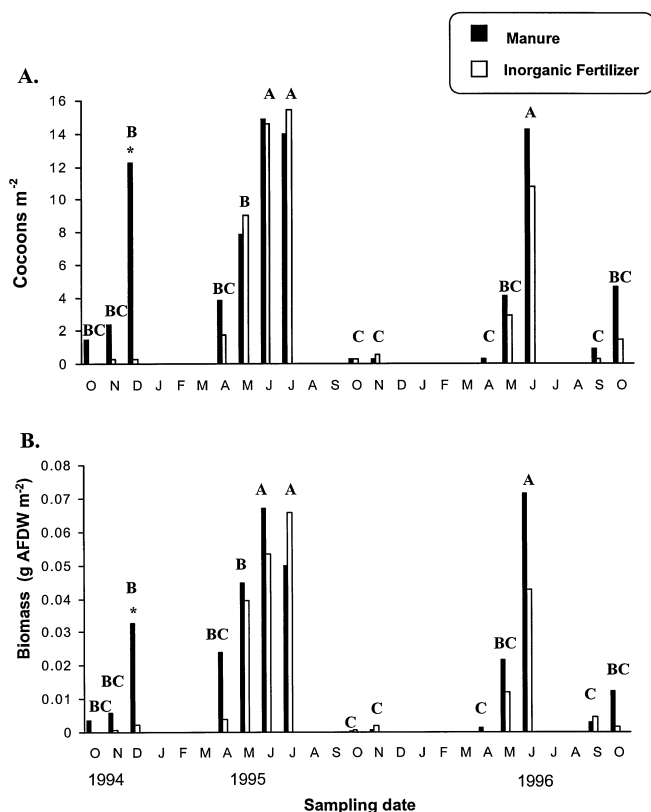 Manure
Inorganic Fertilizer
A.
Cocoons m-2
16
14
12
10
8
6
4
2
0
BC
BC
B
*
BC
B
A
A
C
C
C
BC
A
C
BC
O N D J F M A M J J A S O N D J F M A M J J A S O
B.
Biomass (g AFDW m-2)
0.08
0.07
0.06
0.05
0.04
0.03
0.02
0.01
0
BC
BC
B
*
BC
B
A
A
C
C
C
BC
A
C
BC
O N D J F M A M J J A S O N D J F M A M J J A S O
1994 1995 1996
Sampling date